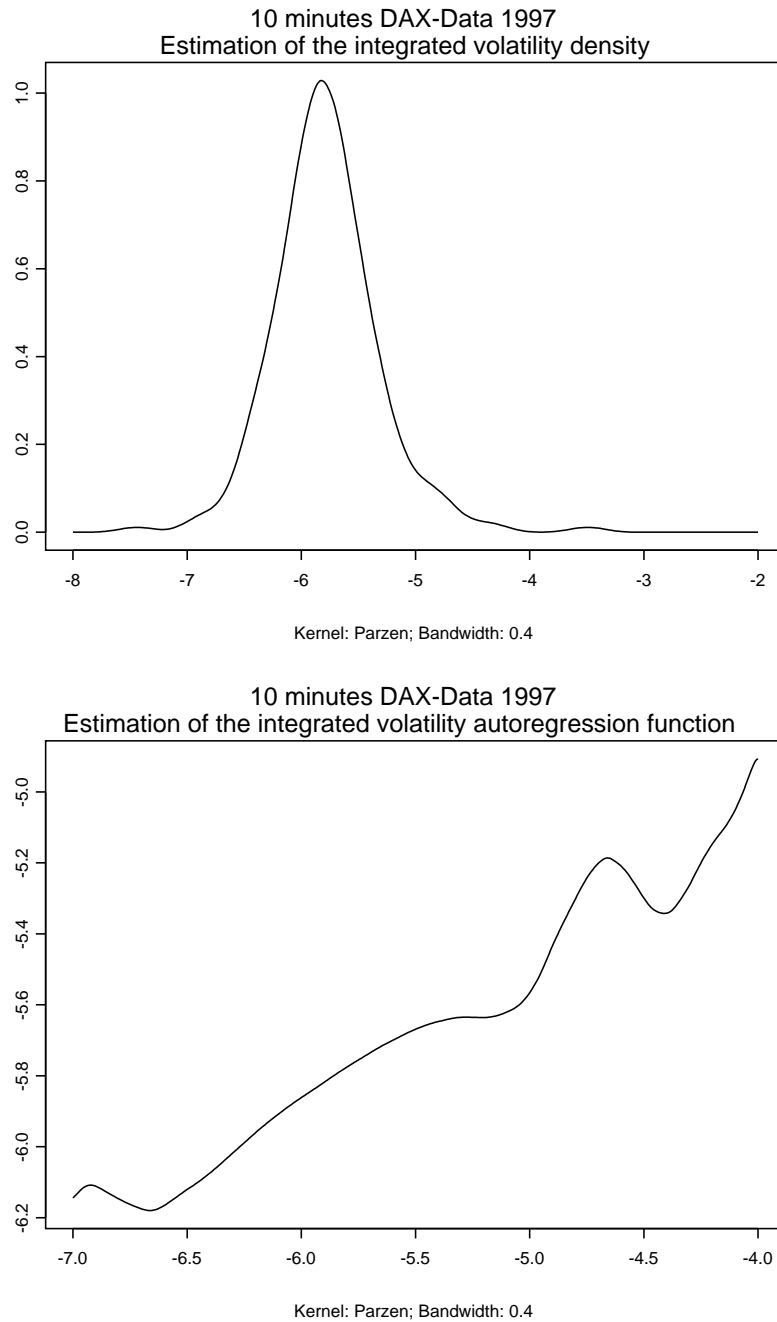 10 minutes DAX-Data 1997
Estimation of the integrated volatility density
1.0
0.8
0.6
0.4
0.2
0.0
-8 -7 -6 -5 -4 -3 -2
Kernel: Parzen; Bandwidth: 0.4
10 minutes DAX-Data 1997
Estimation of the integrated volatility autoregression function
-5.0
-5.2
-5.4
-5.6
-5.8
-6.0
-6.2
-7.0 -6.5 -6.0 -5.5 -5.0 -4.5 -4.0
Kernel: Parzen; Bandwidth: 0.4